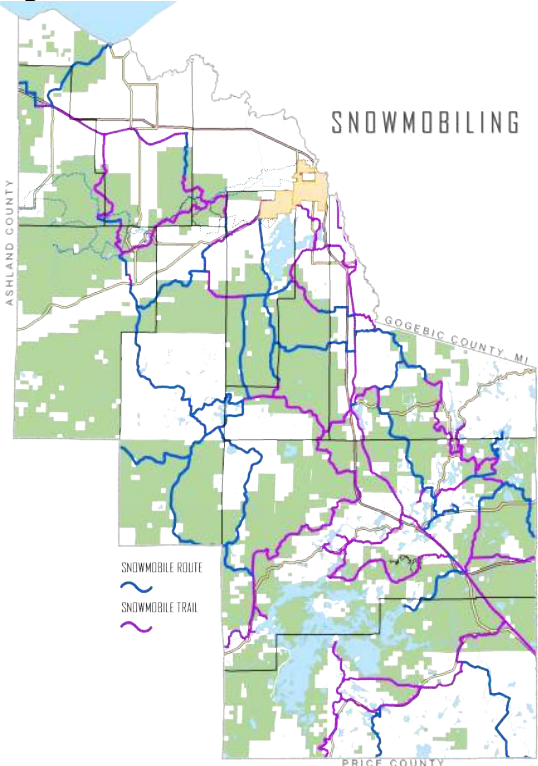 SNOWMOBILING
ASHLAND COUNTY
GOGEBIC COUNTY, MI
SNOWMOBILE ROUTE
SNOWMOBILE TRAIL
PRICE COUNTY